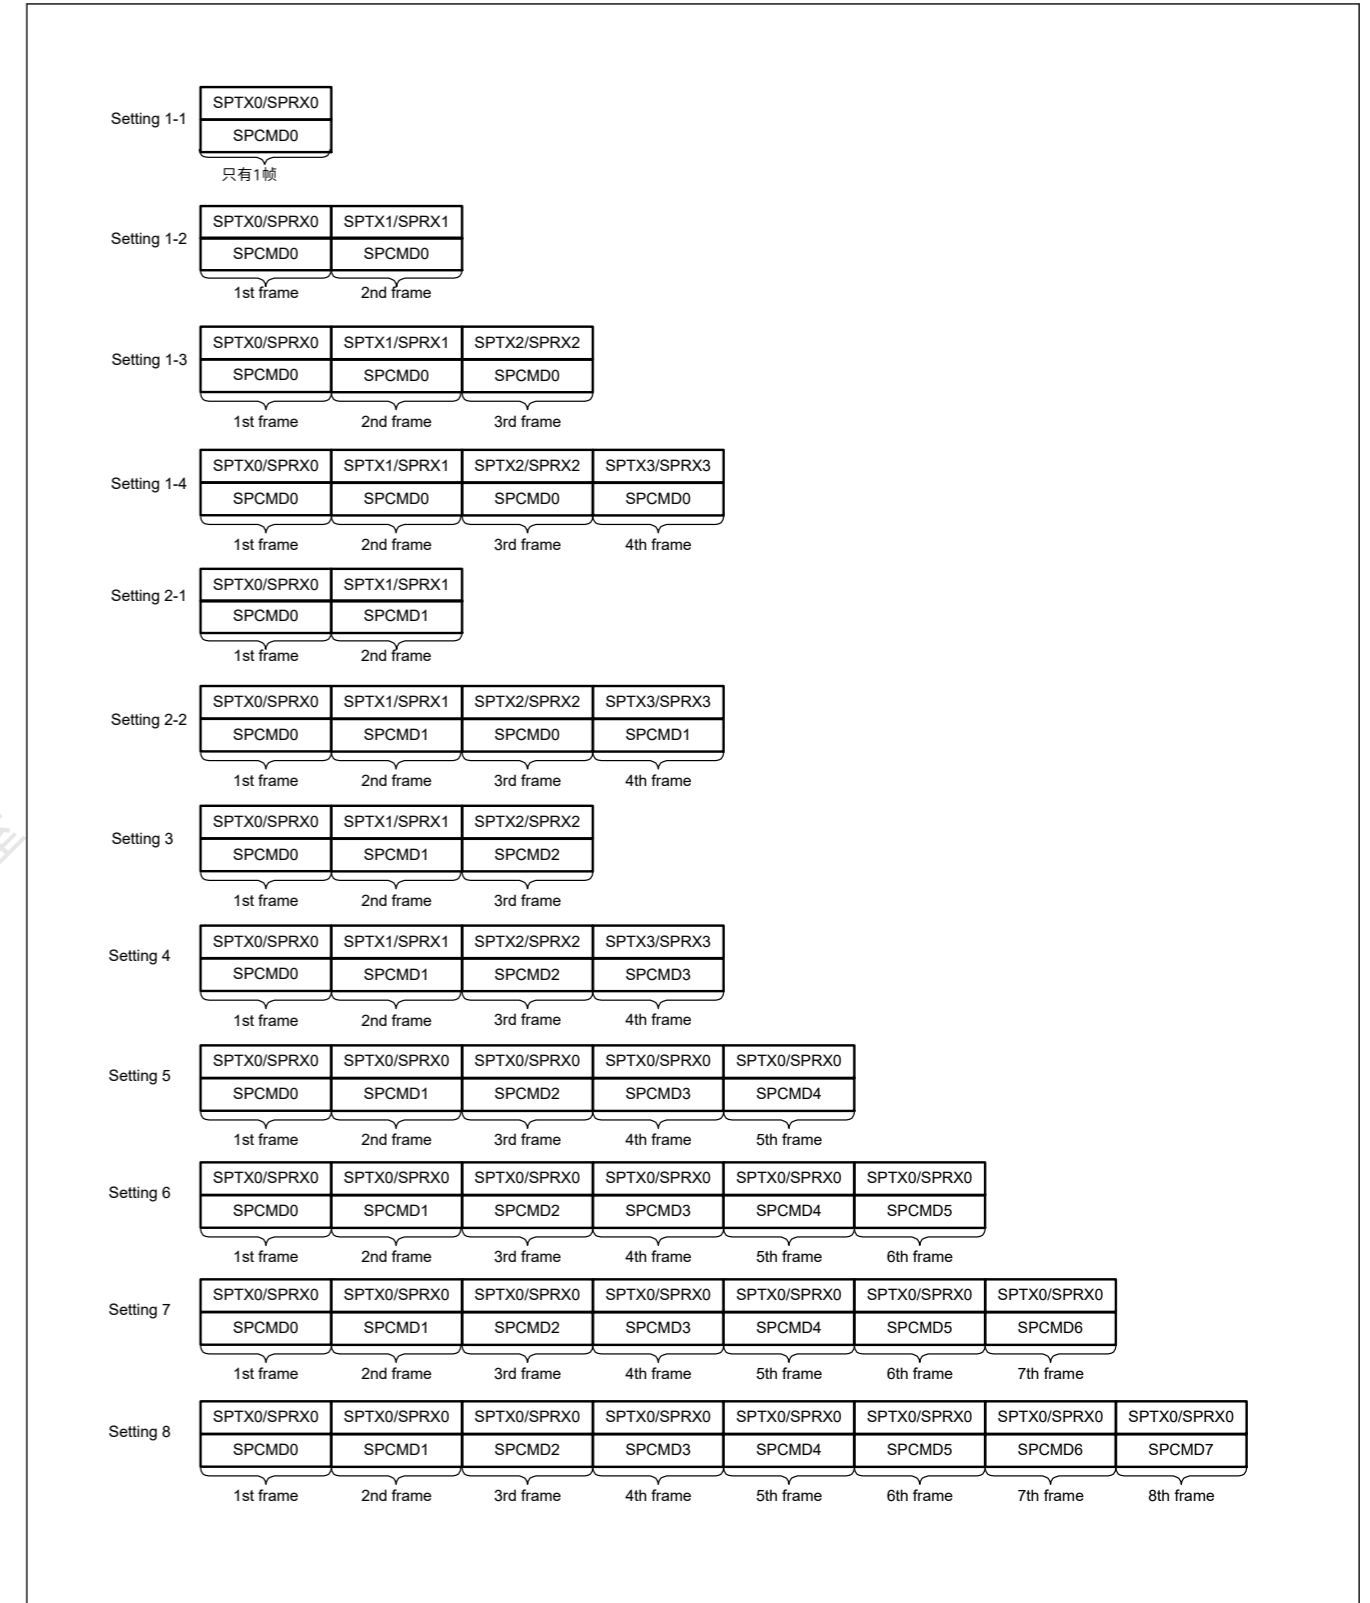 SPTX0/SPRX0
Setting 1-1
SPCMD0
只有1帧
SPTX0/SPRX0 SPTX1/SPRX1
Setting 1-2
SPCMD0 SPCMD0
1st frame 2nd frame
SPTX0/SPRX0 SPTX1/SPRX1 SPTX2/SPRX2
Setting 1-3
SPCMD0 SPCMD0 SPCMD0
1st frame 2nd frame 3rd frame
SPTX0/SPRX0 SPTX1/SPRX1 SPTX2/SPRX2 SPTX3/SPRX3
Setting 1-4
SPCMD0 SPCMD0 SPCMD0 SPCMD0
1st frame 2nd frame 3rd frame 4th frame
SPTX0/SPRX0 SPTX1/SPRX1
Setting 2-1
SPCMD0 SPCMD1
1st frame 2nd frame
SPTX0/SPRX0 SPTX1/SPRX1 SPTX2/SPRX2 SPTX3/SPRX3
Setting 2-2
SPCMD0 SPCMD1 SPCMD0 SPCMD1
1st frame 2nd frame 3rd frame 4th frame
SPTX0/SPRX0 SPTX1/SPRX1 SPTX2/SPRX2
Setting 3
SPCMD0 SPCMD1 SPCMD2
1st frame 2nd frame 3rd frame
SPTX0/SPRX0 SPTX1/SPRX1 SPTX2/SPRX2 SPTX3/SPRX3
Setting 4
SPCMD0 SPCMD1 SPCMD2 SPCMD3
1st frame 2nd frame 3rd frame 4th frame
SPTX0/SPRX0 SPTX0/SPRX0 SPTX0/SPRX0 SPTX0/SPRX0 SPTX0/SPRX0
Setting 5
SPCMD0 SPCMD1 SPCMD2 SPCMD3 SPCMD4
1st frame 2nd frame 3rd frame 4th frame 5th frame
SPTX0/SPRX0 SPTX0/SPRX0 SPTX0/SPRX0 SPTX0/SPRX0 SPTX0/SPRX0 SPTX0/SPRX0
Setting 6
SPCMD0 SPCMD1 SPCMD2 SPCMD3 SPCMD4 SPCMD5
1st frame 2nd frame 3rd frame 4th frame 5th frame 6th frame
SPTX0/SPRX0 SPTX0/SPRX0 SPTX0/SPRX0 SPTX0/SPRX0 SPTX0/SPRX0 SPTX0/SPRX0 SPTX0/SPRX0
Setting 7
SPCMD0 SPCMD1 SPCMD2 SPCMD3 SPCMD4 SPCMD5 SPCMD6
1st frame 2nd frame 3rd frame 4th frame 5th frame 6th frame 7th frame
SPTX0/SPRX0 SPTX0/SPRX0 SPTX0/SPRX0 SPTX0/SPRX0 SPTX0/SPRX0 SPTX0/SPRX0 SPTX0/SPRX0 SPTX0/SPRX0
Setting 8
SPCMD0 SPCMD1 SPCMD2 SPCMD3 SPCMD4 SPCMD5 SPCMD6 SPCMD7
1st frame 2nd frame 3rd frame 4th frame 5th frame 6th frame 7th frame 8th frame